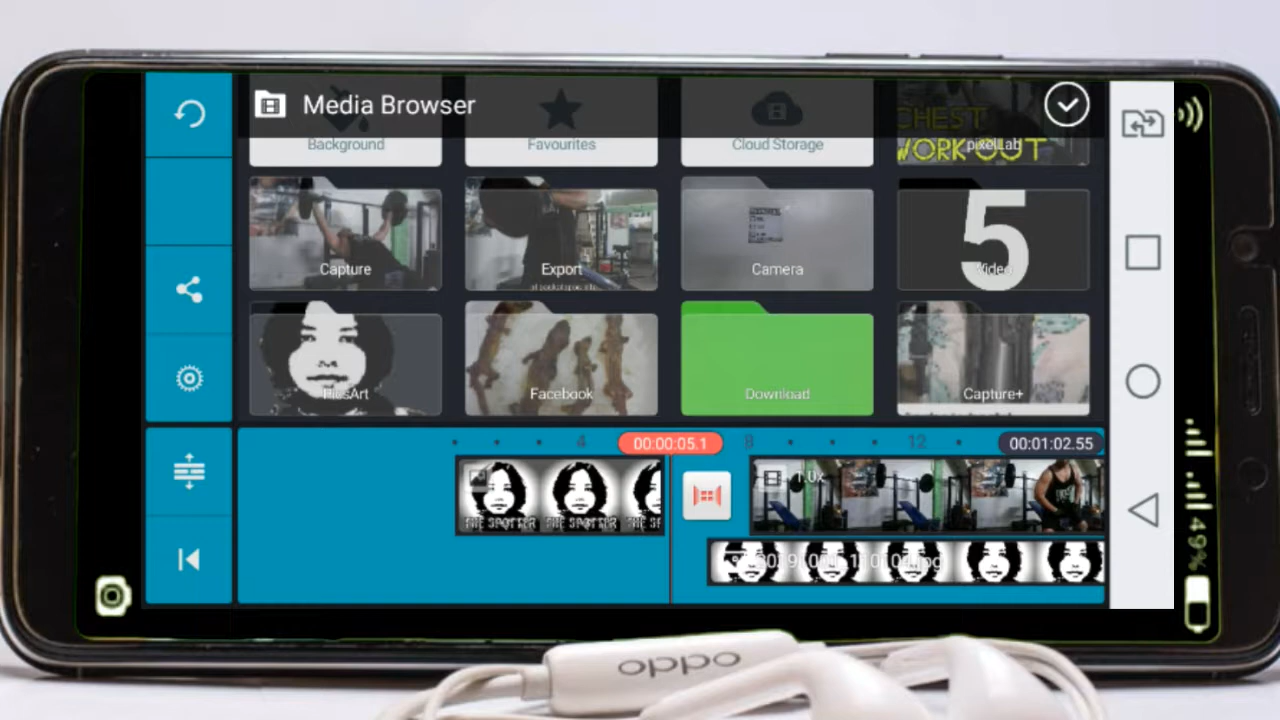 Media Browser
Background
Favourites
Cloud Storage
CHEST
pixelLab
WORKOUT
Capture
Export
Camera
5
Video
PicsArt
Facebook
Download
Capture+
4
00:00:05.1
8
12
00:01:02.55
1.0x
THE SPOTTER
THE SPOTTER
49%
oppo